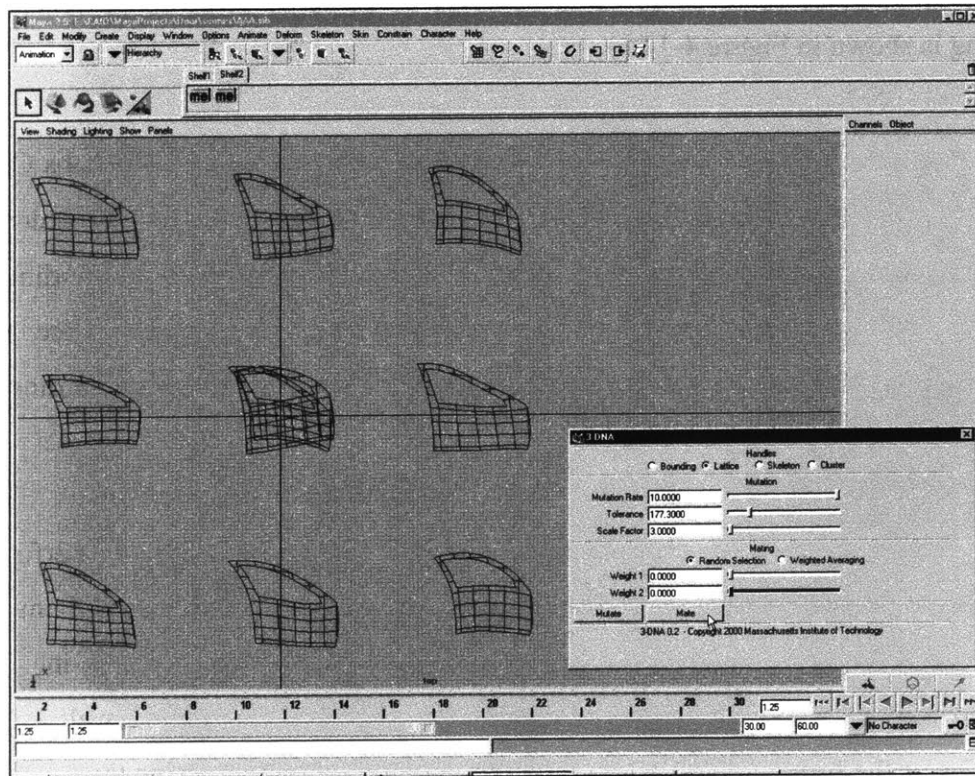 File Edit Modify Create Display Window Options Animate Deform Skeleton Skin Constrain Character Help
Animation Hierarchy
Shelf1 Shelf2
mel mel
View Shading Lighting Show Panels
Channels Object
3-DNA
Handles
Bounding Lattice Skeleton Cluster
Mutation
Mutation Rate 10.0000
Tolerance 177.3000
Scale Factor 3.0000
Mating
Random Selection Weighted Averaging
Weight 1 0.0000
Weight 2 0.0000
Mutate Mate
3-DNA 0.2 - Copyright 2000 Massachusetts Institute of Technology
top
2 4 6 8 10 12 14 16 18 20 22 24 26 28 30 1.25
1.25 1.25 30.00 60.00 No Character